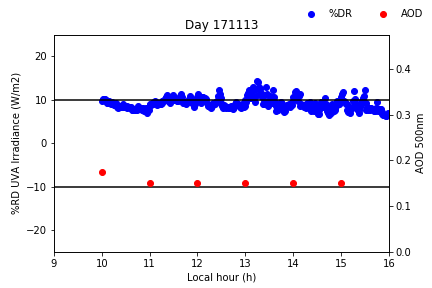 %DR AOD
Day 171113
20
10
0
−10
−20
%RD UVA Irradiance (W/m2)
0.4
0.3
0.2
0.1
0.0
AOD 500nm
9 10 11 12 13 14 15 16
Local hour (h)